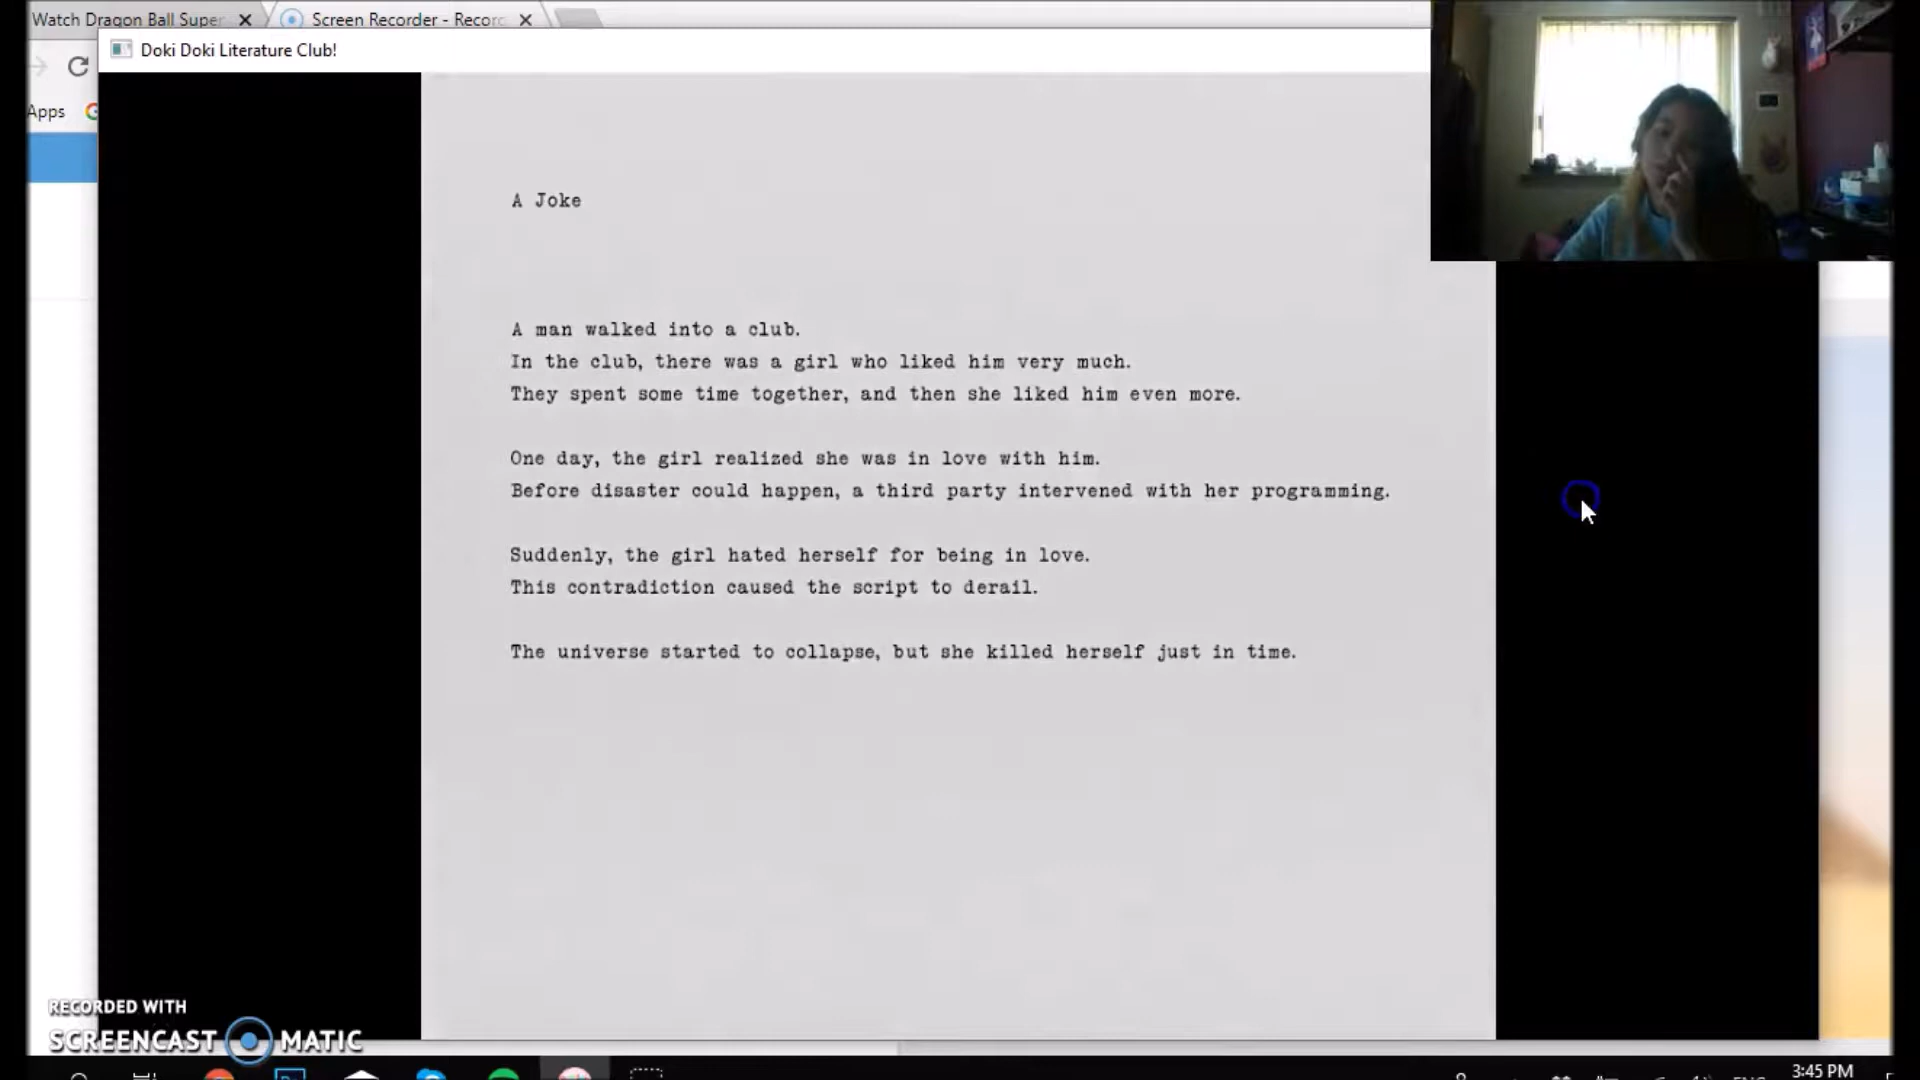 Watch Dragon Ball Super
Screen Recorder - Recor
Doki Doki Literature Club!
Apps
A Joke
A man walked into a club.
In the club, there was a girl who liked him very much.
They spent some time together, and then she liked him even more.
One day, the girl realized she was in love with him.
Before disaster could happen, a third party intervened with her programming.
Suddenly, the girl hated herself for being in love.
This contradiction caused the script to derail.
The universe started to collapse, but she killed herself just in time.
RECORDED WITH
SCREENCAST MATIC
3:45 PM